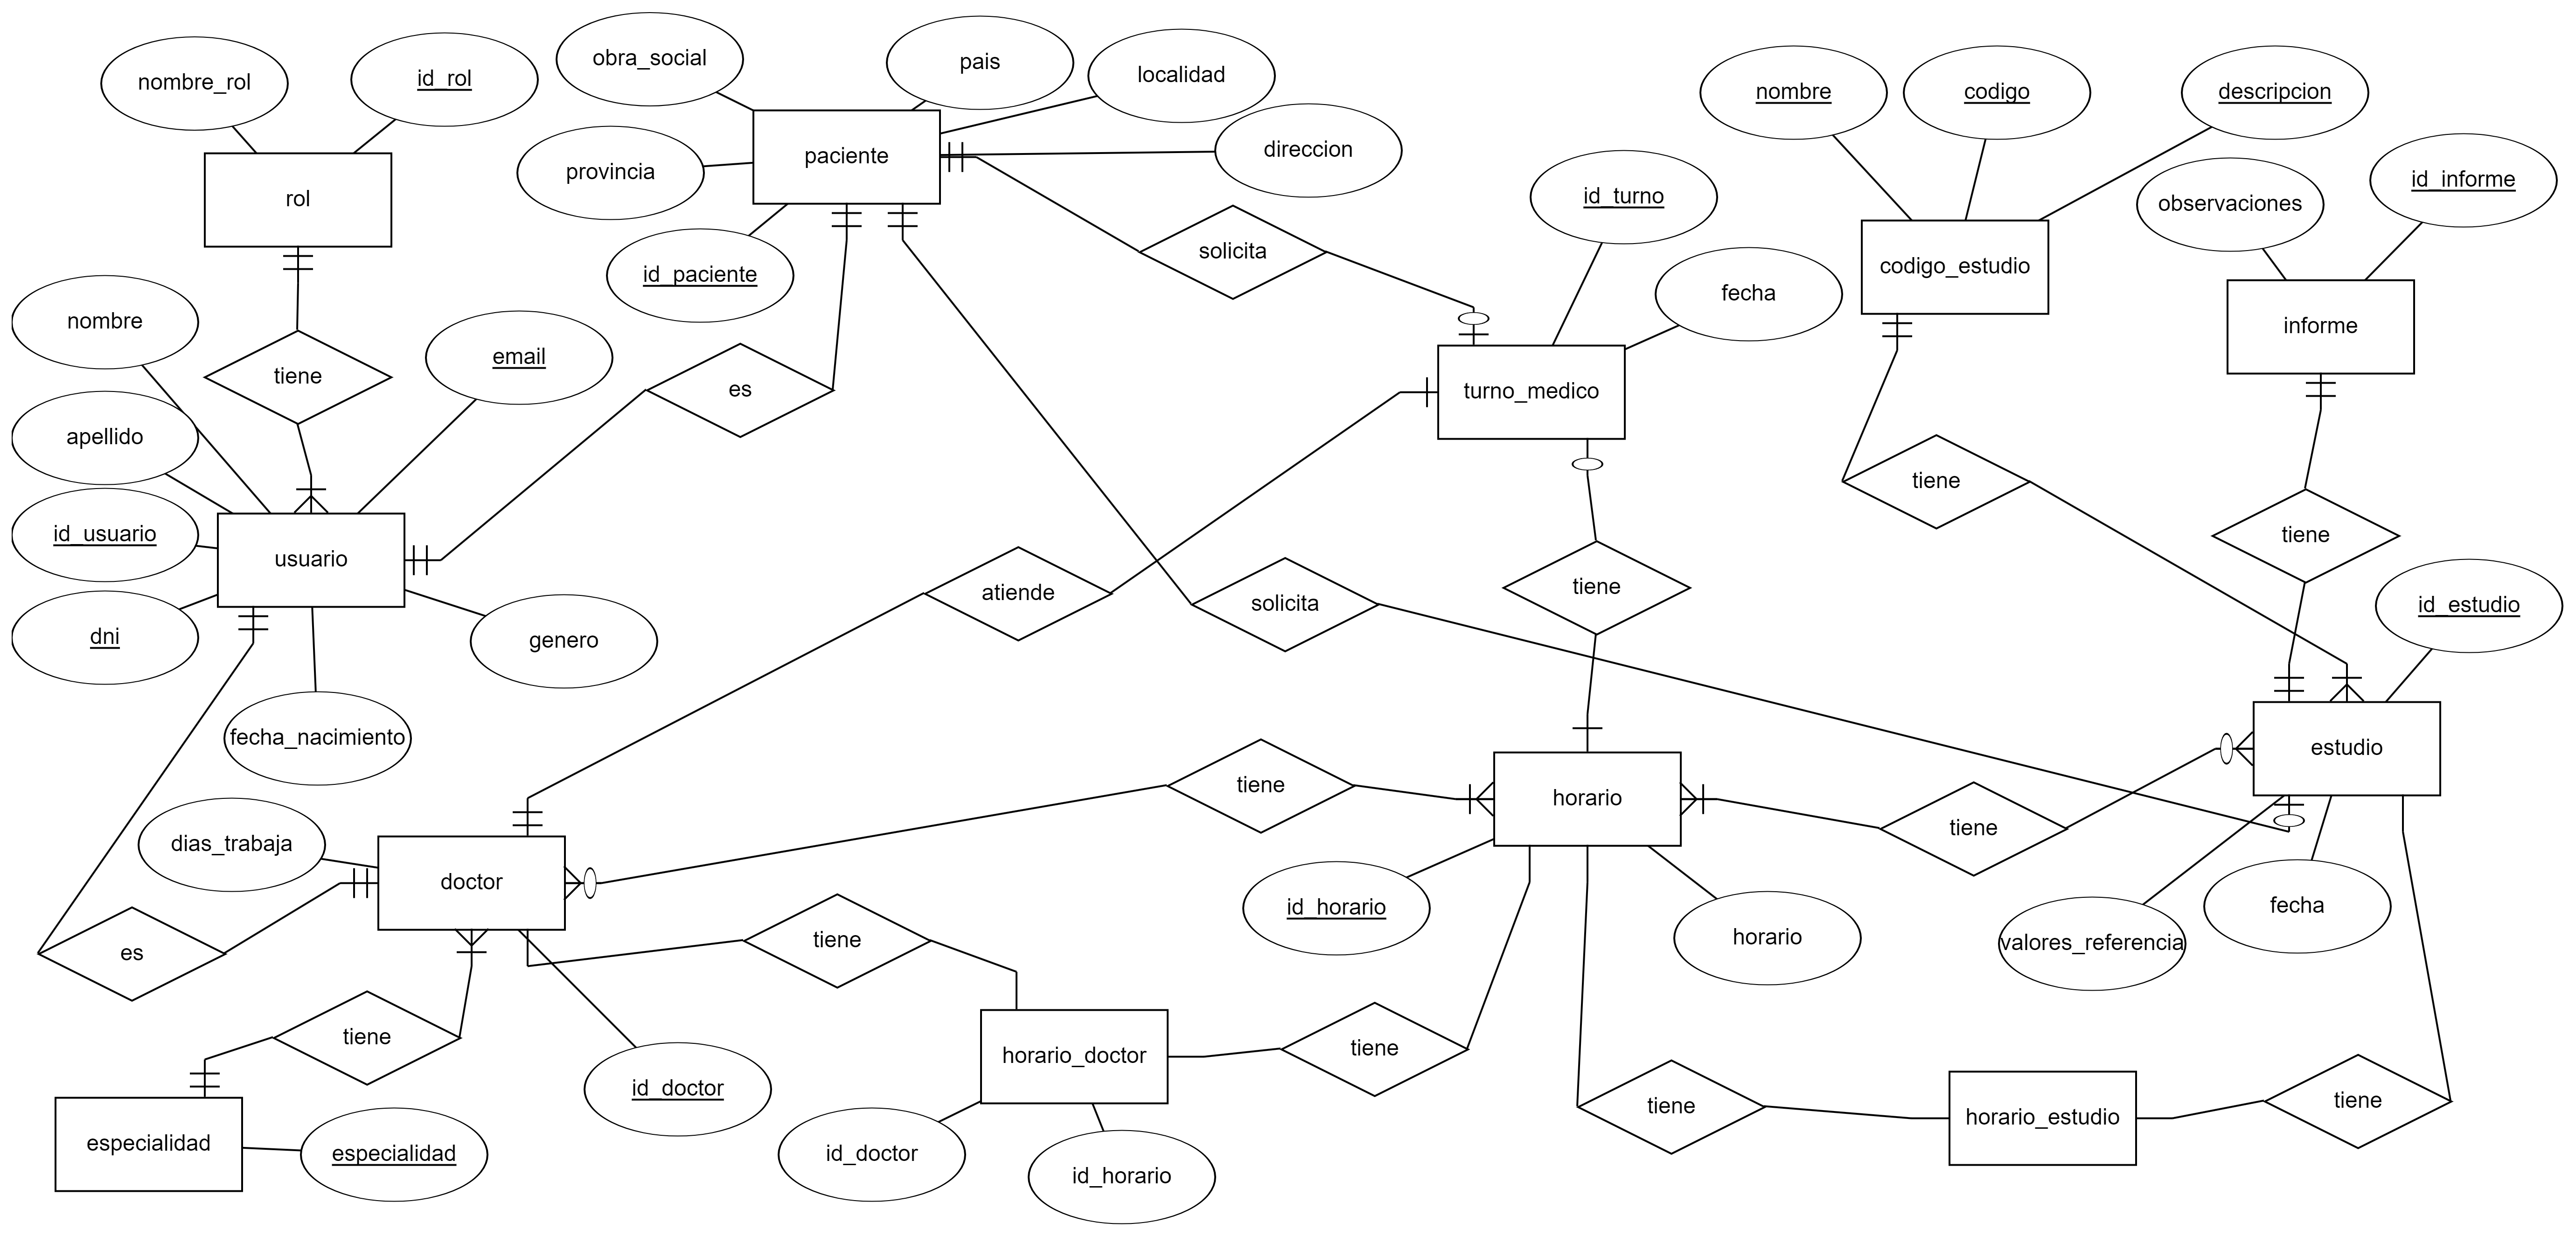 obra_social
pais
localidad
nombre_rol
id_rol
nombre
codigo
descripcion
paciente
direccion
provincia
rol
id_turno
observaciones
id_informe
solicita
id_paciente
codigo_estudio
fecha
nombre
informe
email
tiene
es
turno_medico
apellido
tiene
id_usuario
tiene
usuario
atiende
solicita
tiene
id_estudio
dni
genero
fecha_nacimiento
estudio
tiene
horario
dias_trabaja
tiene
doctor
id_horario
fecha
es
tiene
horario
valores_referencia
tiene
horario_doctor
tiene
id_doctor
tiene
horario_estudio
tiene
especialidad
especialidad
id_doctor
id_horario